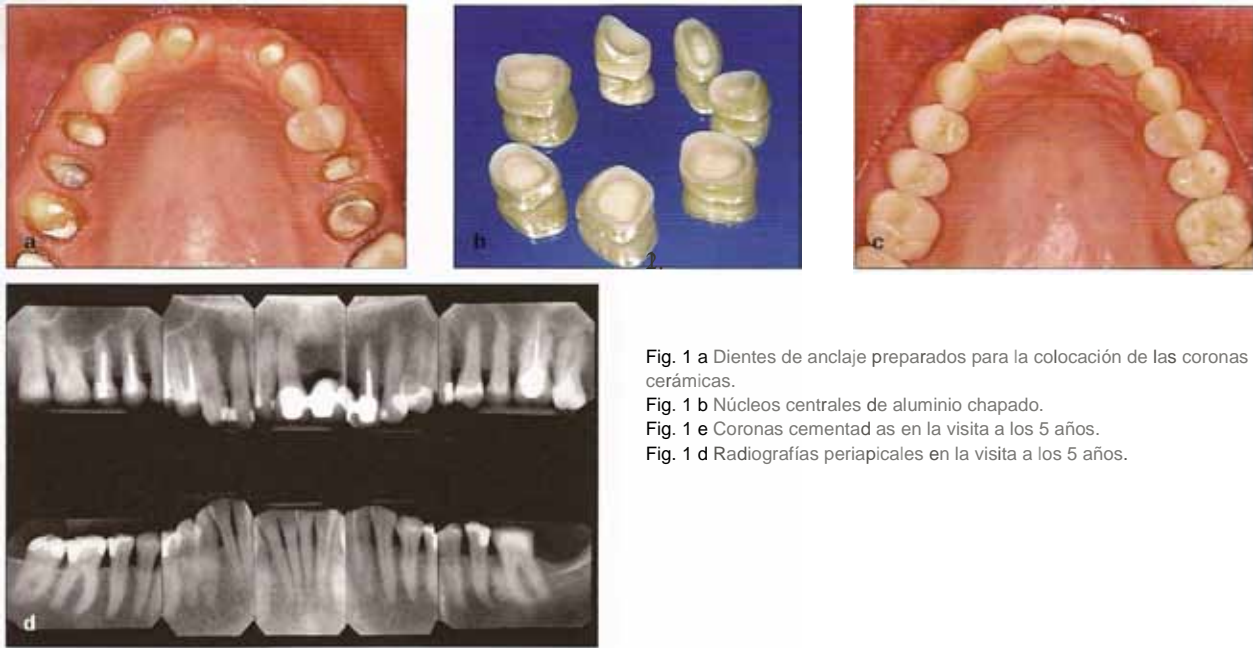 a
b
2.
c
d
Fig. 1 a Dientes de anclaje preparados para la colocación de las coronas
cerámicas.
Fig. 1 b Núcleos centrales de aluminio chapado.
Fig. 1 e Coronas cementad as en la visita a los 5 años.
Fig. 1 d Radiografías periapicales en la visita a los 5 años.